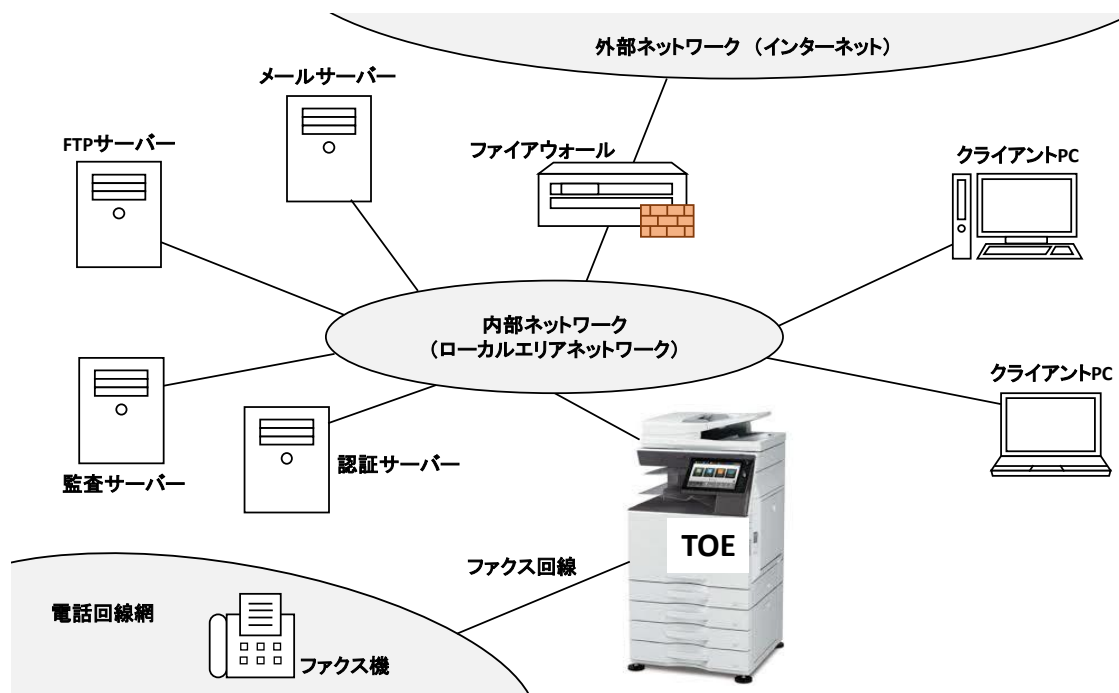 外部ネットワーク（インターネット）
メールサーバー
FTPサーバー
ファイアウォール
クライアントPC
内部ネットワーク
（ローカルエリアネットワーク）
クライアントPC
監査サーバー
認証サーバー
TOE
ファクス回線
電話回線網
ファクス機